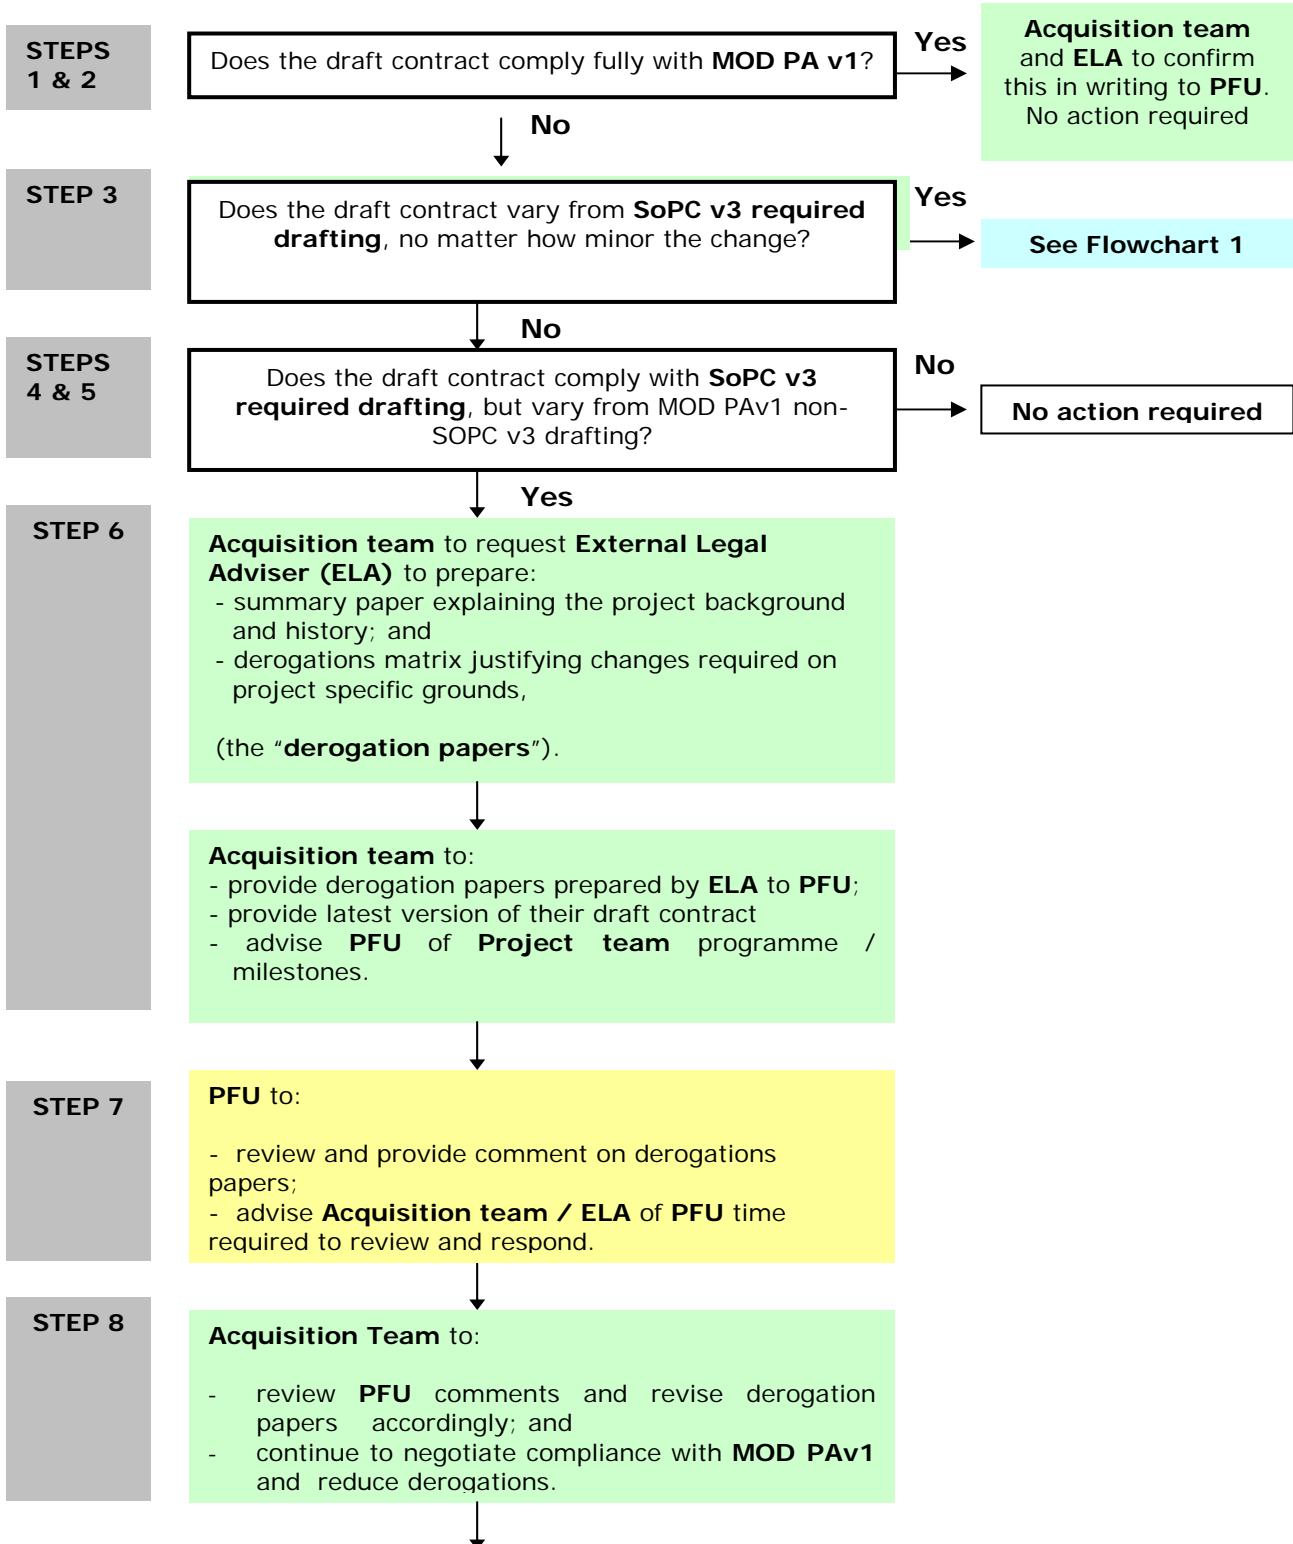 STEPS
1 & 2
Does the draft contract comply fully with MOD PA v1?
Yes
Acquisition team
and ELA to confirm
this in writing to PFU.
No action required
No
STEP 3
Does the draft contract vary from SoPC v3 required
drafting, no matter how minor the change?
Yes
See Flowchart 1
No
STEPS
4 & 5
Does the draft contract comply with SoPC v3
required drafting, but vary from MOD PAv1 non-
SOPC v3 drafting?
No
No action required
Yes
STEP 6
Acquisition team to request External Legal
Adviser (ELA) to prepare:
- summary paper explaining the project background
and history; and
- derogations matrix justifying changes required on
project specific grounds,
(the “derogation papers”).
Acquisition team to:
- provide derogation papers prepared by ELA to PFU;
- provide latest version of their draft contract
- advise PFU of Project team programme /
milestones.
STEP 7
PFU to:
- review and provide comment on derogations
papers;
- advise Acquisition team / ELA of PFU time
required to review and respond.
STEP 8
Acquisition Team to:
- review PFU comments and revise derogation
papers accordingly; and
- continue to negotiate compliance with MOD PAv1
and reduce derogations.